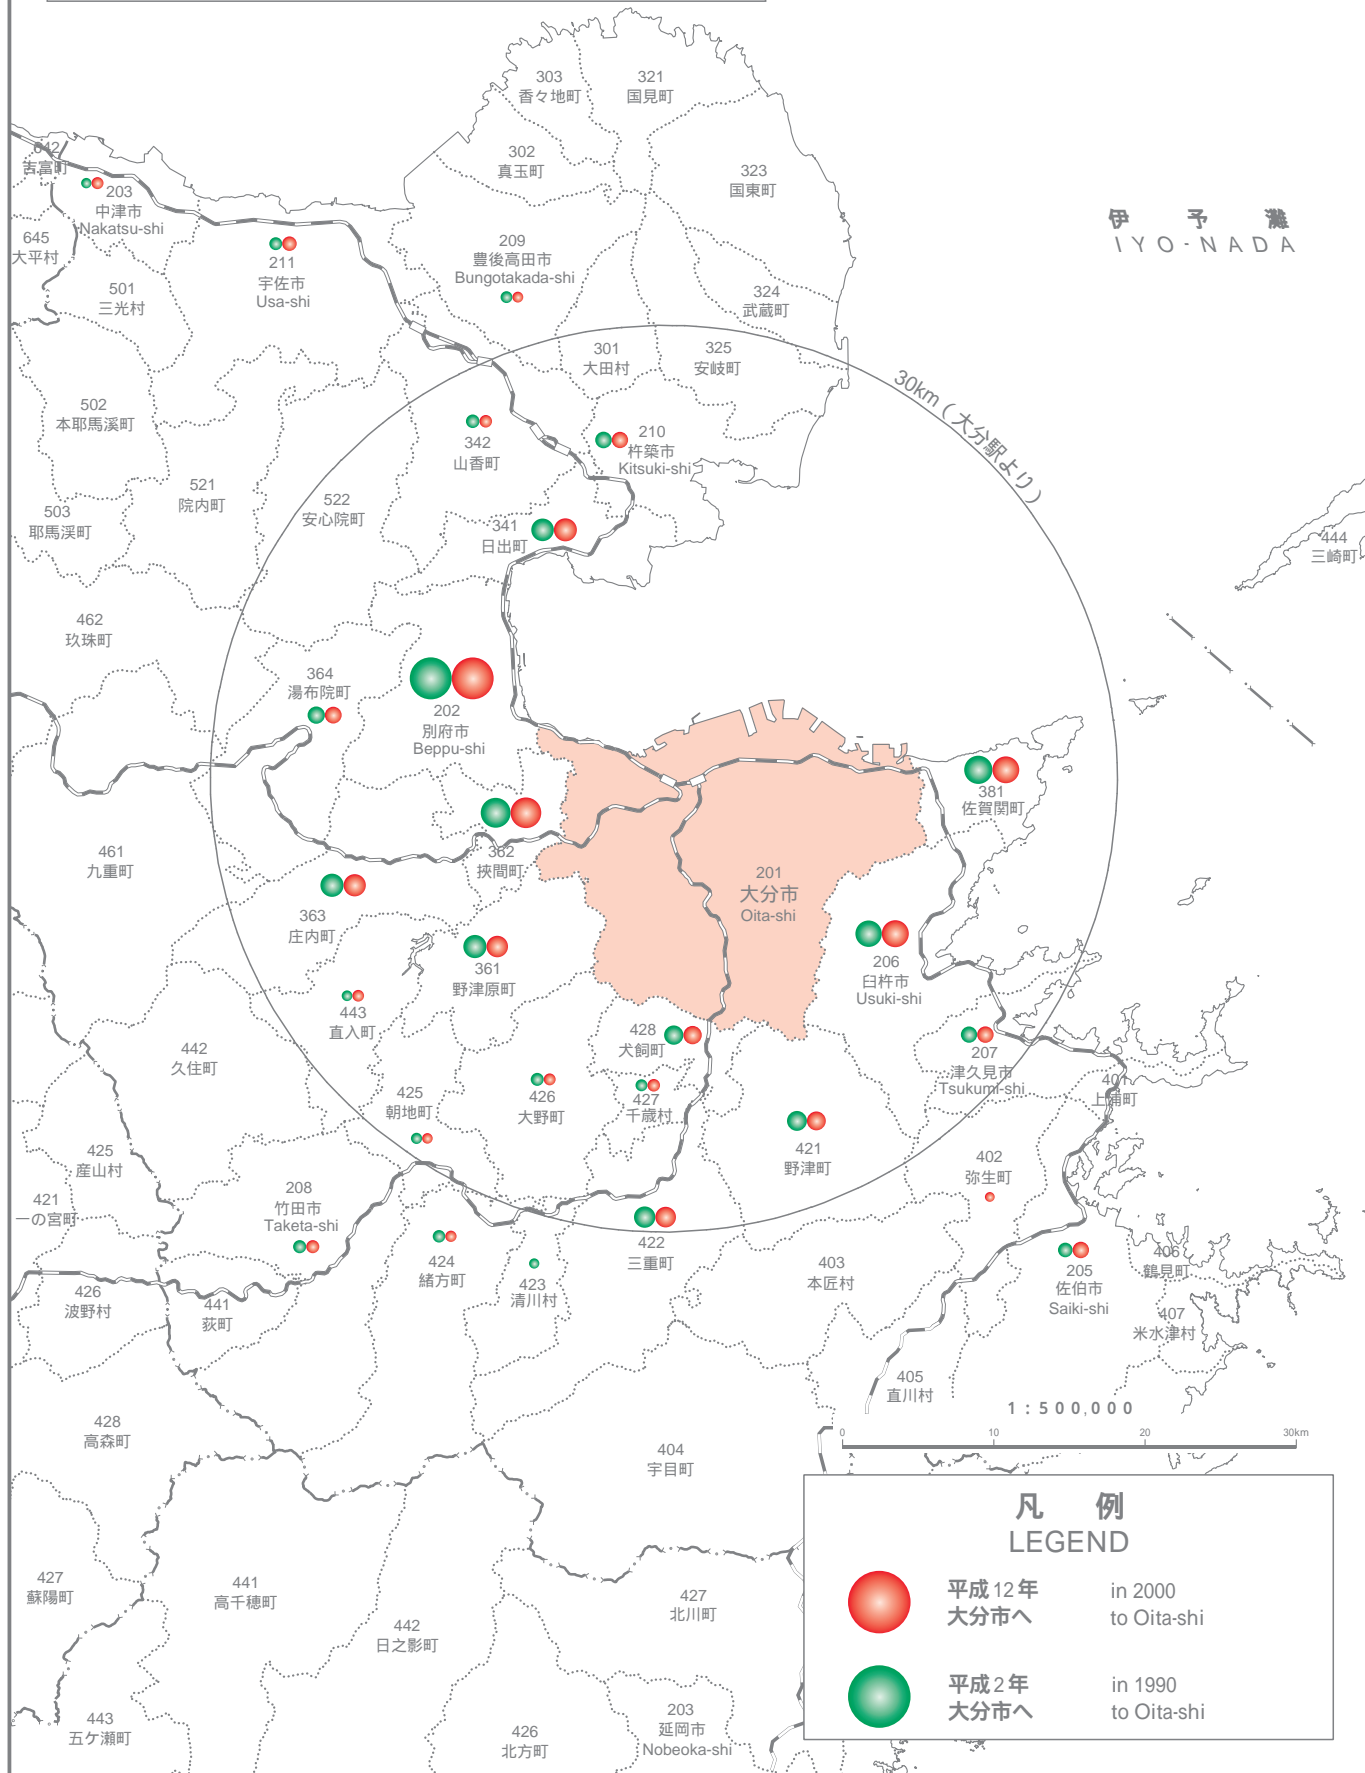 303
香々地町
321
国見町
302
真玉町
323
国東町
642
吉富町
203
中津市
Nakatsu-shi
伊 予 灘
IYO-NADA
645
大平村
211
宇佐市
Usa-shi
209
豊後高田市
Bungotakada-shi
501
三光村
324
武蔵町
301
大田村
325
安岐町
30km（大分駅より）
502
本耶馬溪町
342
山香町
210
杵築市
Kitsuki-shi
521
院内町
522
安心院町
503
耶馬渓町
341
日出町
444
三崎町
462
玖珠町
364
湯布院町
202
別府市
Beppu-shi
381
佐賀関町
461
九重町
362
挾間町
201
大分市
Oita-shi
363
庄内町
361
野津原町
206
臼杵市
Usuki-shi
443
直入町
428
犬飼町
442
久住町
207
津久見市
Tsukumi-shi
401
上浦町
425
朝地町
426
大野町
427
千歳村
421
野津町
425
産山村
402
弥生町
421
一の宮町
208
竹田市
Taketa-shi
424
緒方町
423
清川村
422
三重町
403
本匠村
205
佐伯市
Saiki-shi
406
鶴見町
426
波野村
441
荻町
407
米水津村
405
直川村
1：500,000
0 10 20 30km
428
高森町
404
宇目町
凡 例
LEGEND
平成12年 in 2000
大分市へ to Oita-shi
平成2年 in 1990
大分市へ to Oita-shi
427
蘇陽町
441
高千穂町
427
北川町
442
日之影町
443
五ケ瀬町
426
北方町
203
延岡市
Nobeoka-shi